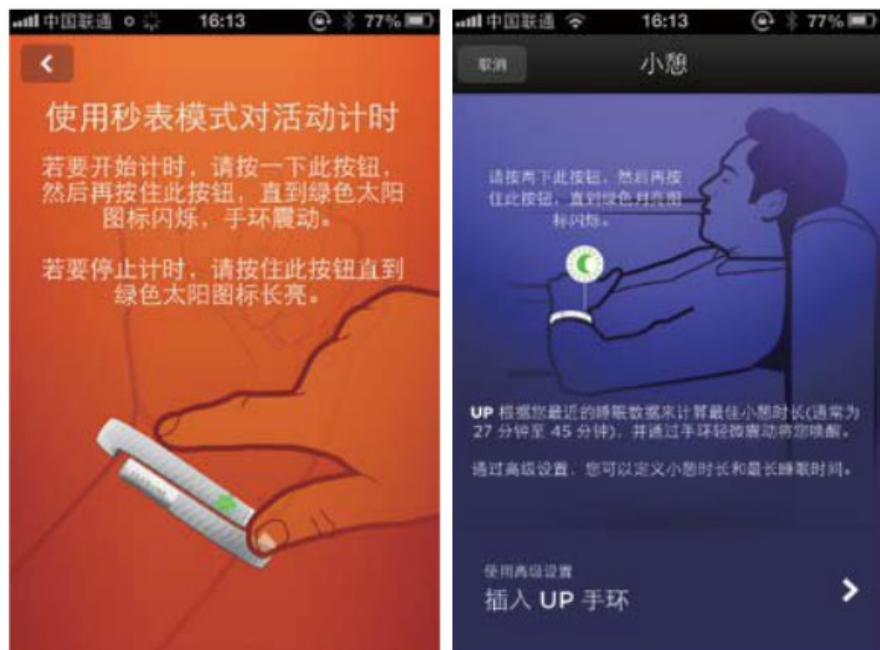 中国联通 16:13 77%
使用秒表模式对活动计时
若要开始计时，请按一下此按钮，
然后再按住此按钮，直到绿色太阳
图标闪烁，手环震动。
若要停止计时，请按住此按钮直到
绿色太阳图标长亮。
中国联通 16:13 77%
取消 小憩
请按两下此按钮，然后再按
住此按钮，直到绿色月亮图
标闪烁。
UP 根据您最近的睡眠数据来计算最佳小憩时长(通常为
27 分钟至 45 分钟)，并通过手环轻微震动将您唤醒。
通过高级设置，您可以定义小憩时长和最长睡眠时间。
使用高级设置
插入 UP 手环